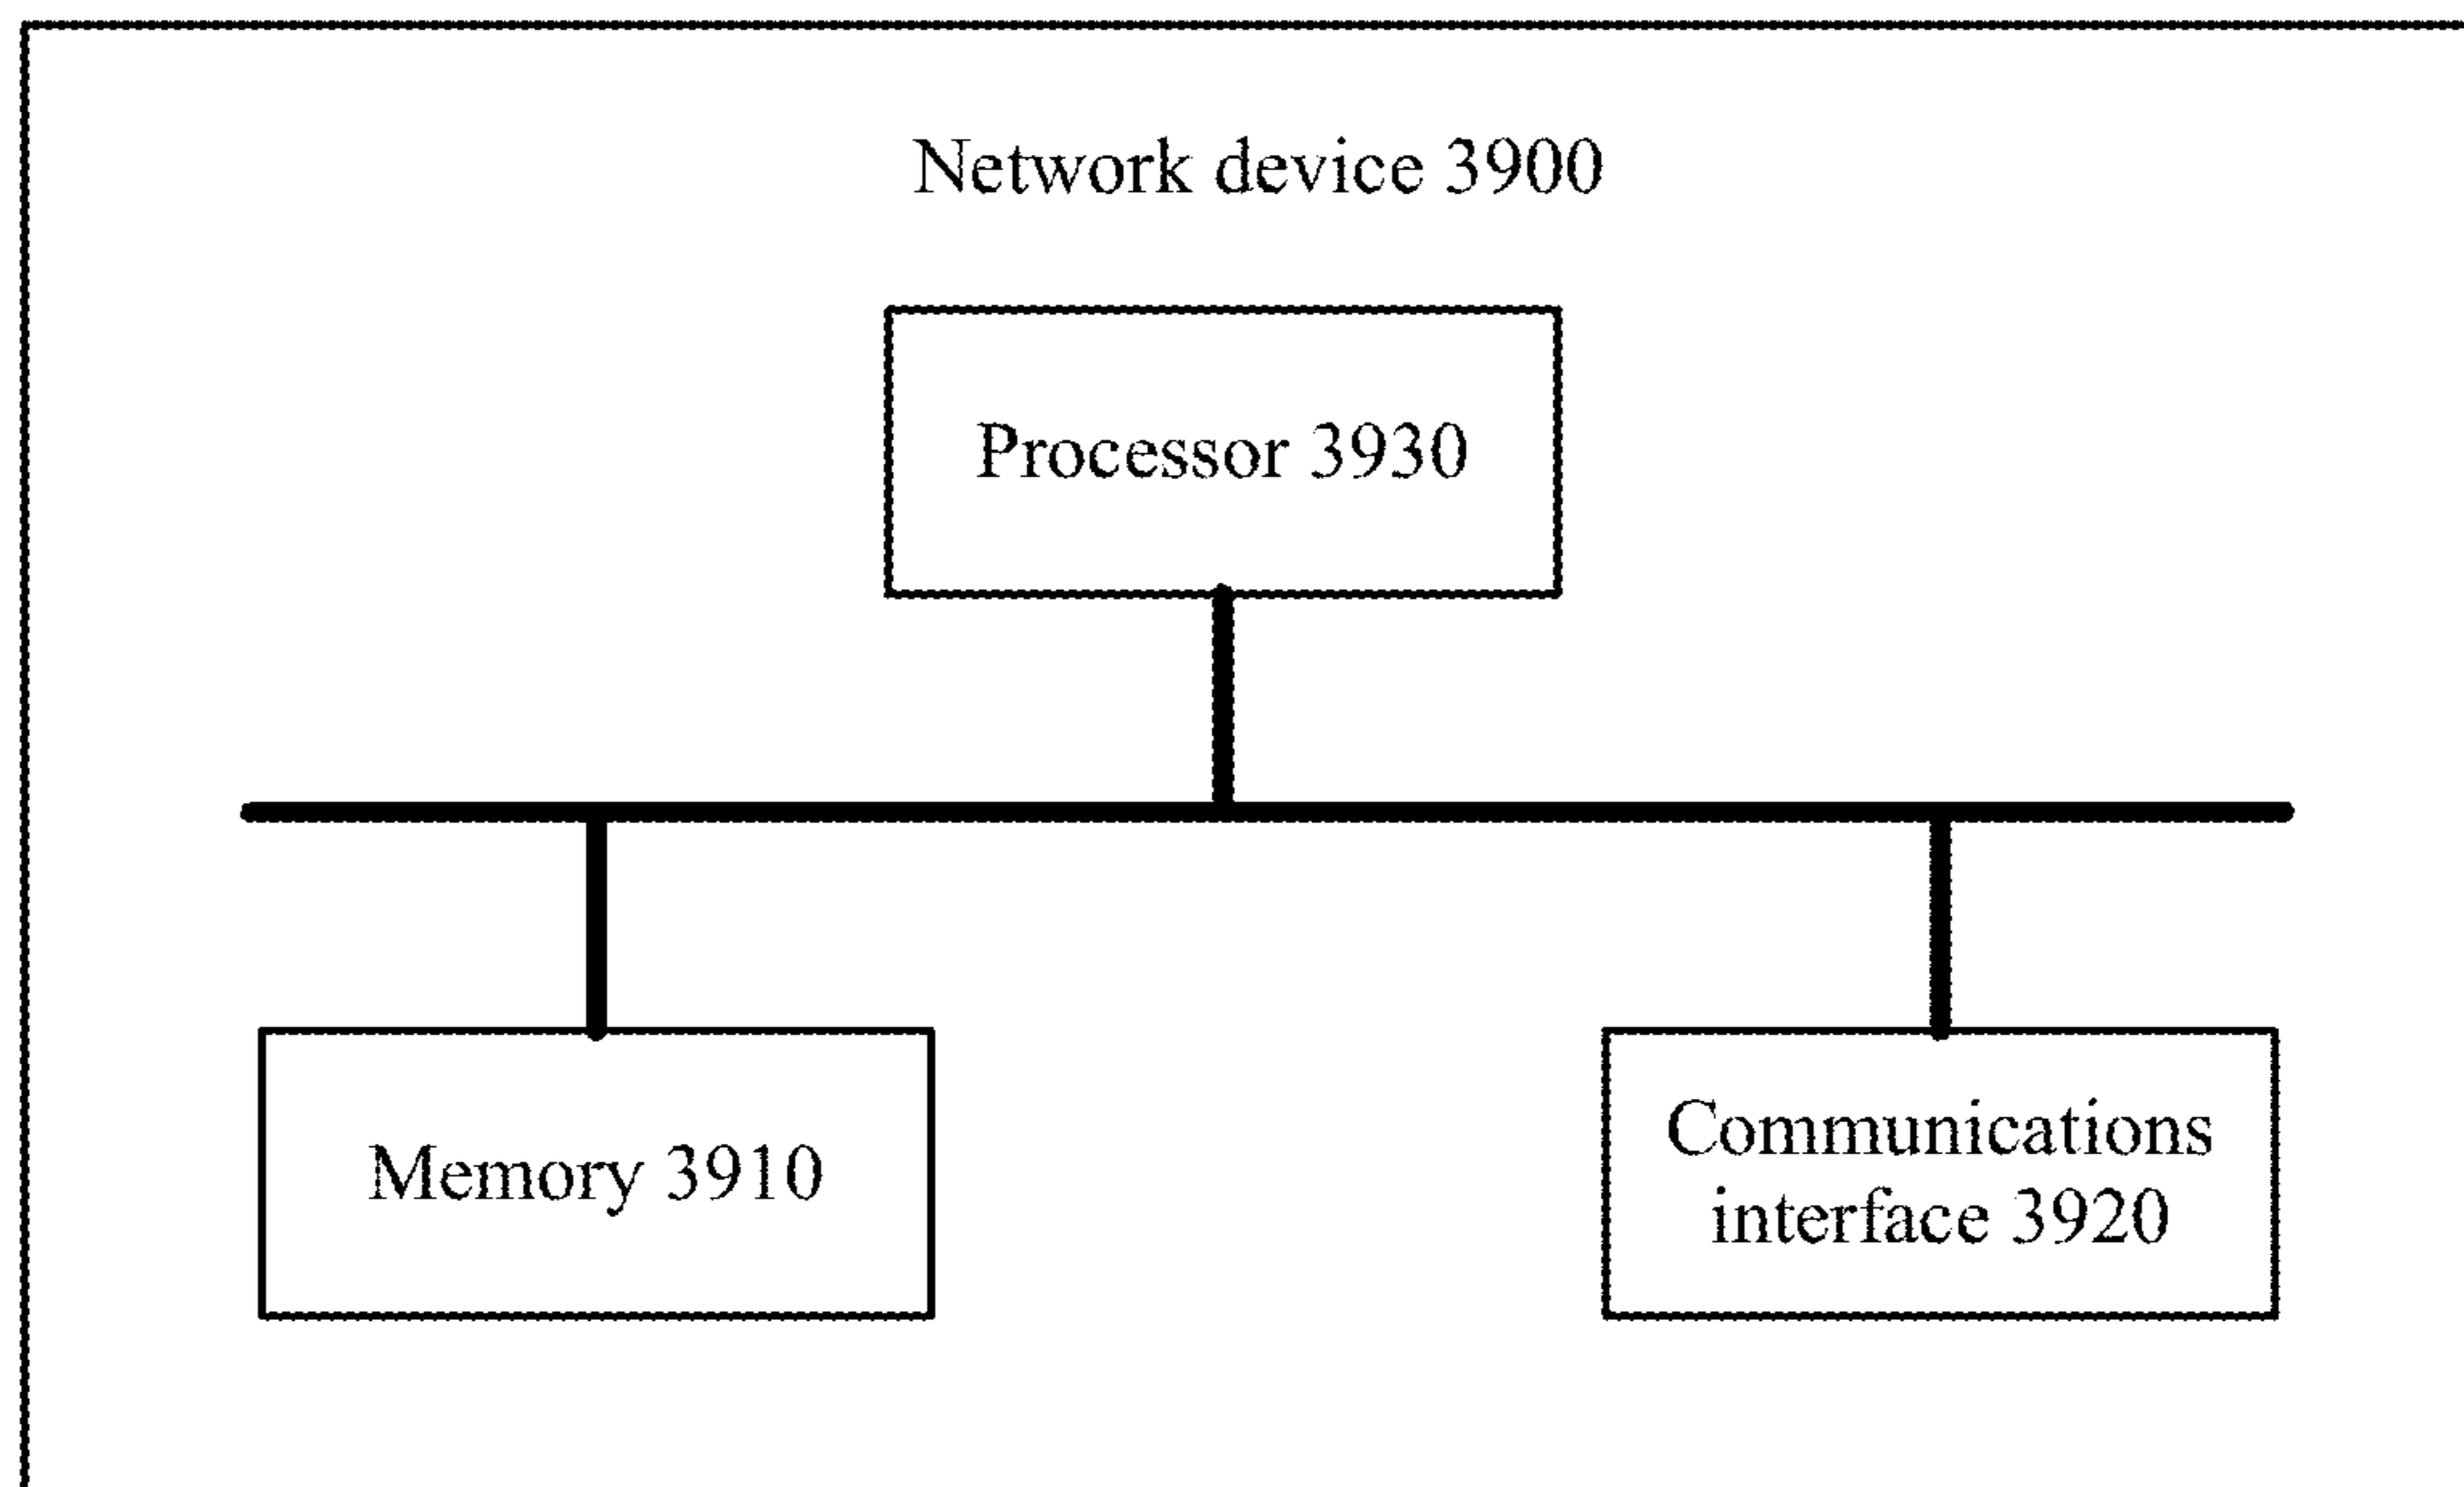 Network device 3900
Processor 3930
Memory 3910
Communications
interface 3920